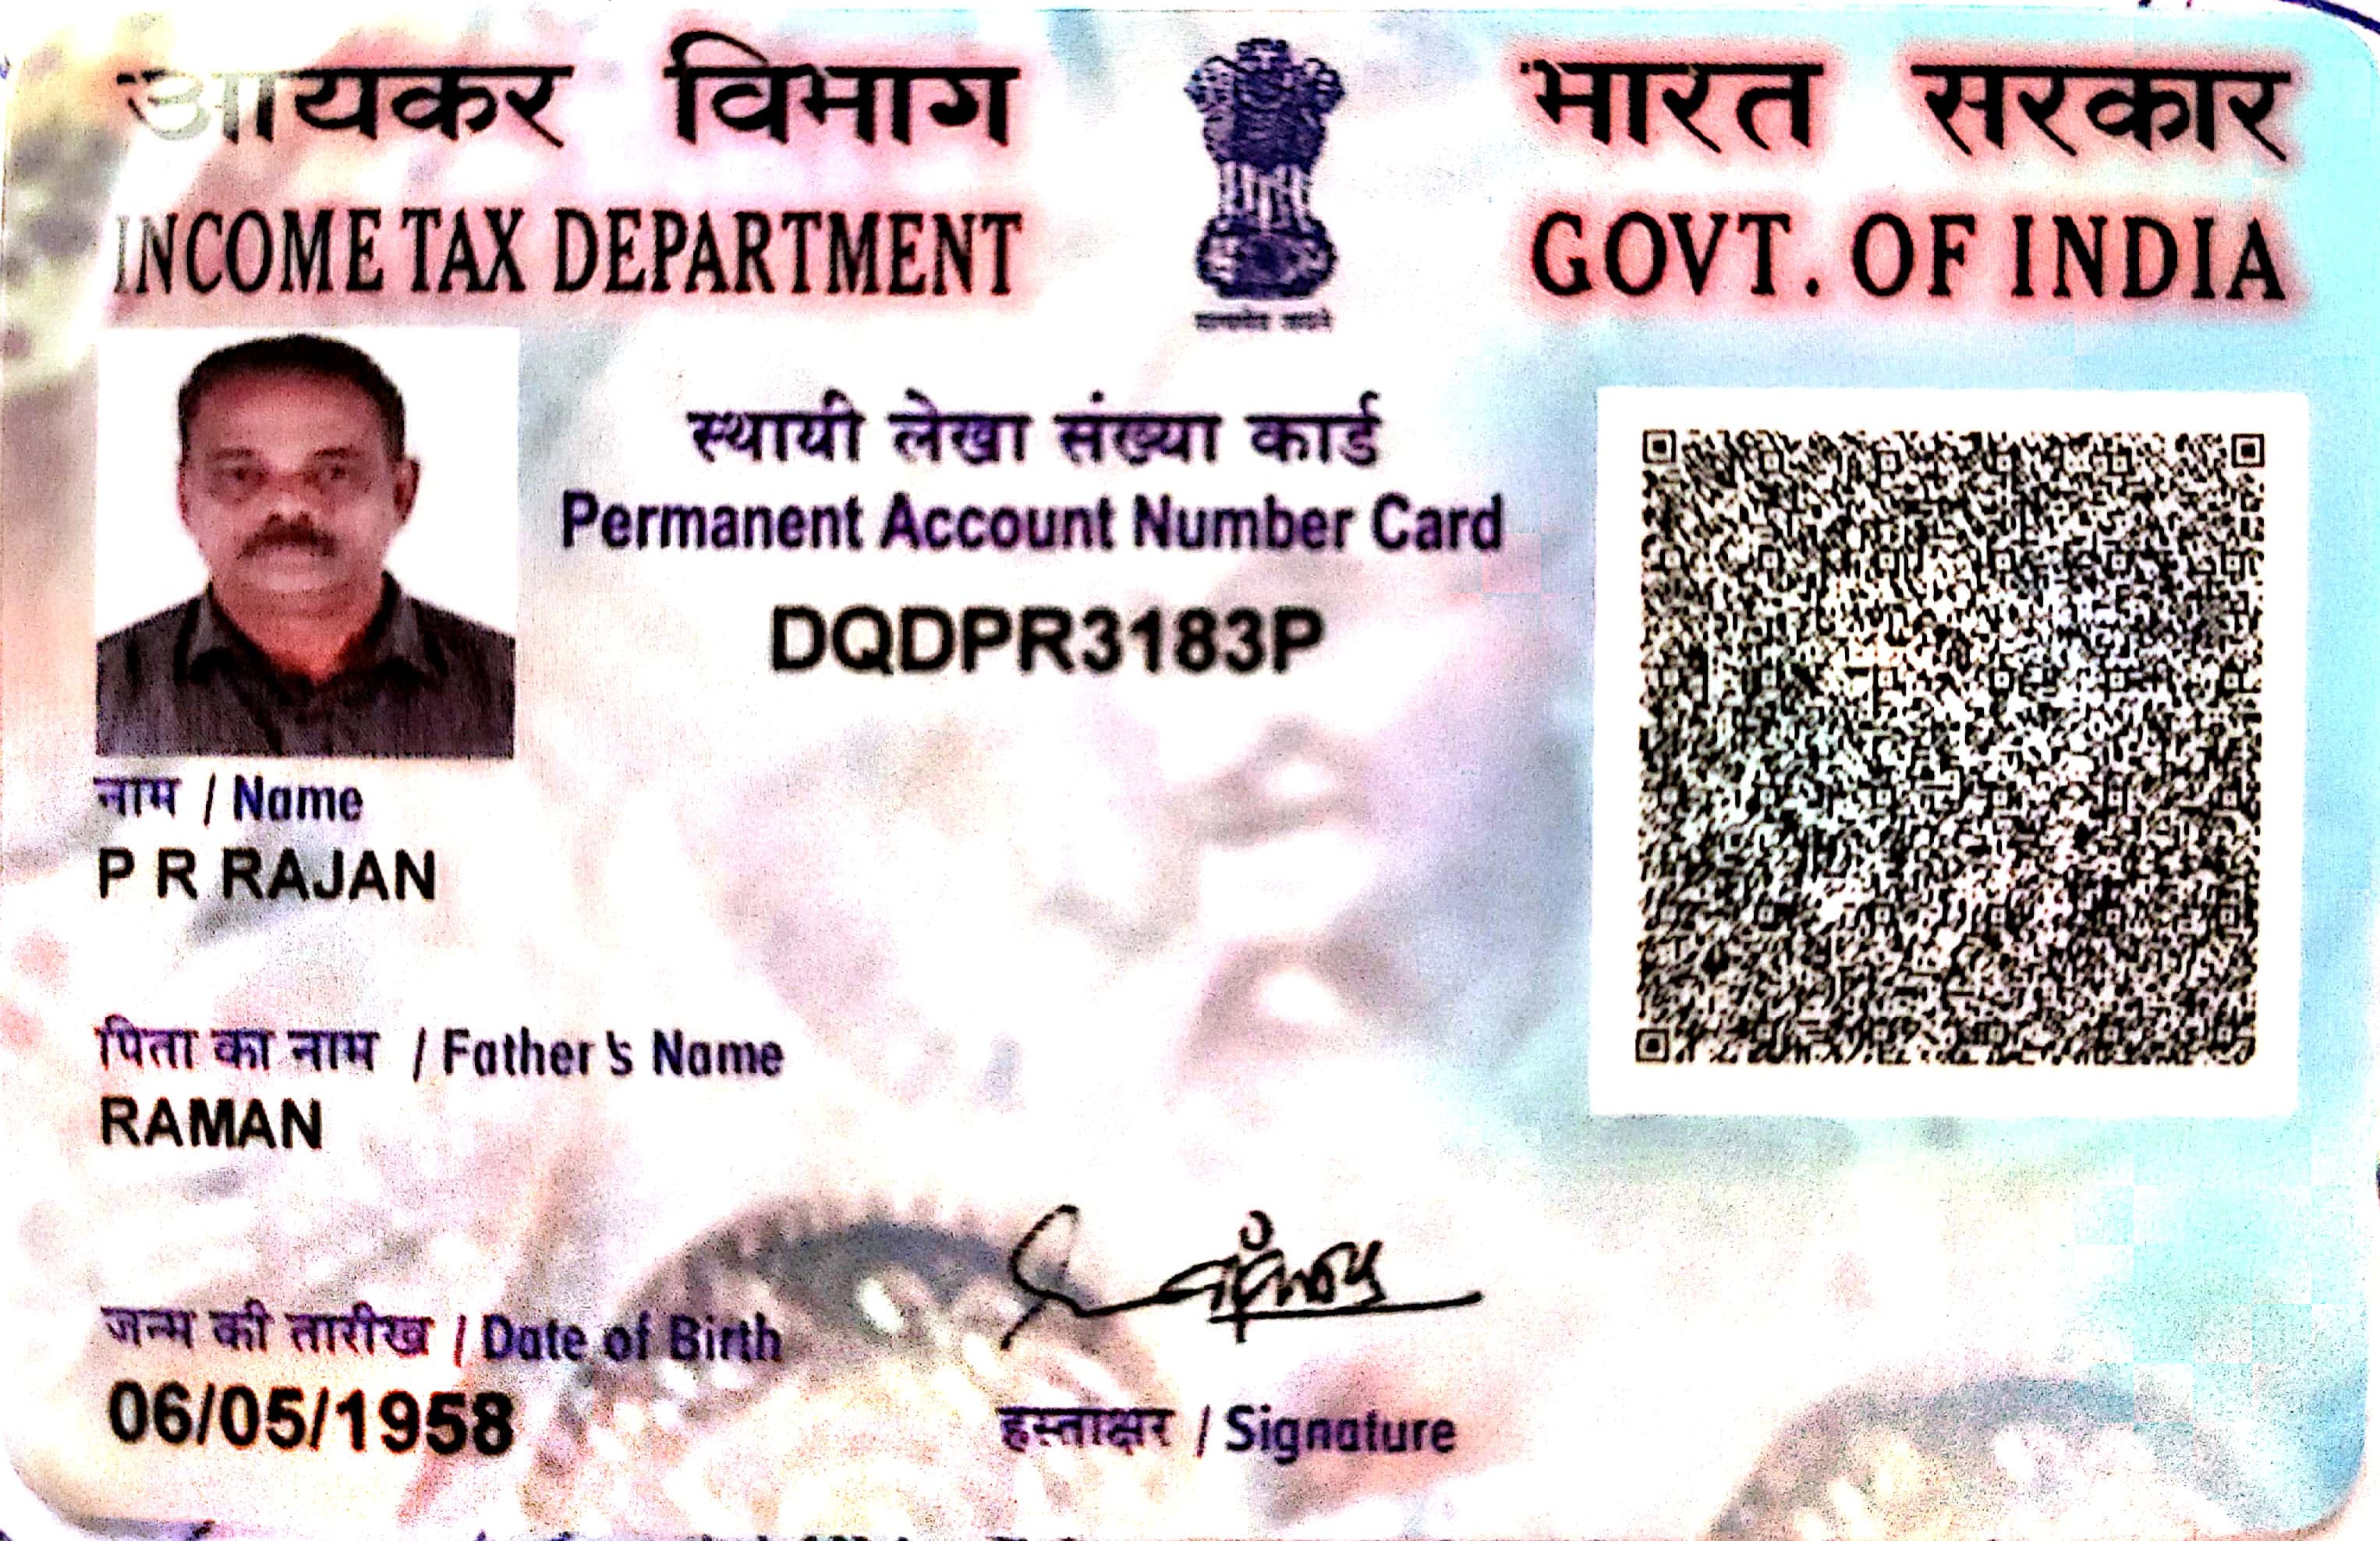 आयकर विभाग
INCOME TAX DEPARTMENT
भारत सरकार
GOVT. OF INDIA
सत्यमेव जयते
स्थायी लेखा संख्या कार्ड
Permanent Account Number Card
DQDPR3183P
नाम / Name
P R RAJAN
पिता का नाम / Father's Name
RAMAN
जन्म की तारीख / Date of Birth
06/05/1958
हस्ताक्षर / Signature